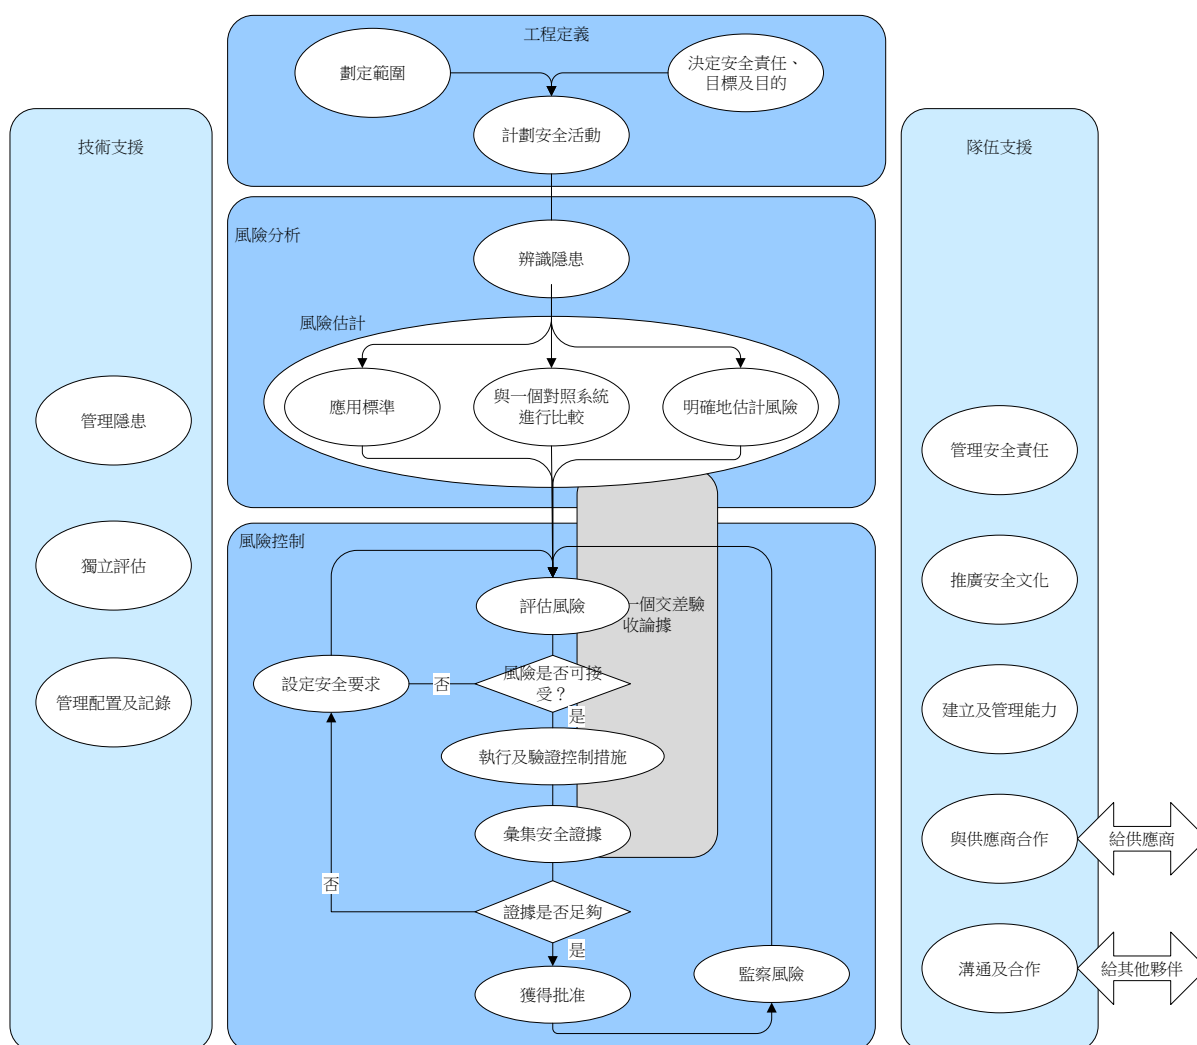 工程定義
劃定範圍
決定安全責任、
目標及目的
計劃安全活動
技術支援
管理隱患
獨立評估
管理配置及記錄
風險分析
辨識隱患
風險估計
應用標準
與一個對照系統
進行比較
明確地估計風險
風險控制
評估風險
一個交差驗
收論據
風險是否可接
受？
否
設定安全要求
是
執行及驗證控制措施
彙集安全證據
否
證據是否足夠
是
獲得批准
監察風險
隊伍支援
管理安全責任
推廣安全文化
建立及管理能力
與供應商合作
給供應商
溝通及合作
給其他夥伴